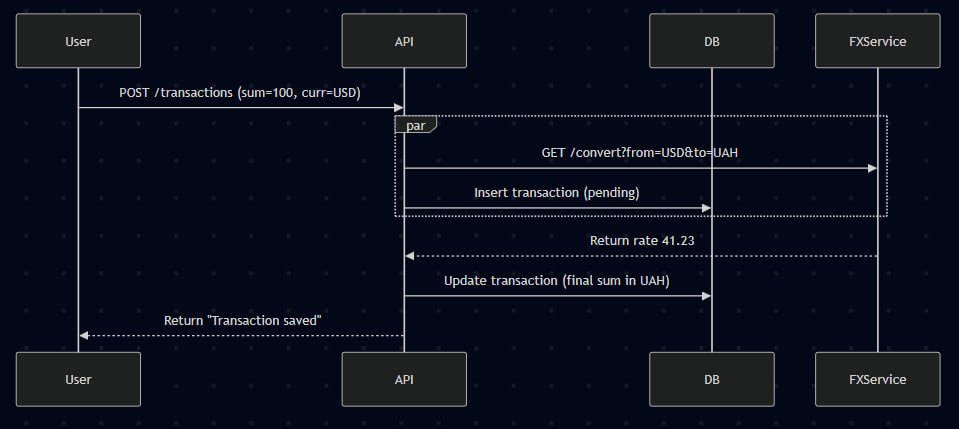 User
API
DB
FXService
POST /transactions (sum=100, curr=USD)
par
GET /convert?from=USD&to=UAH
Insert transaction (pending)
Return rate 41.23
Update transaction (final sum in UAH)
Return "Transaction saved"
User
API
DB
FXService